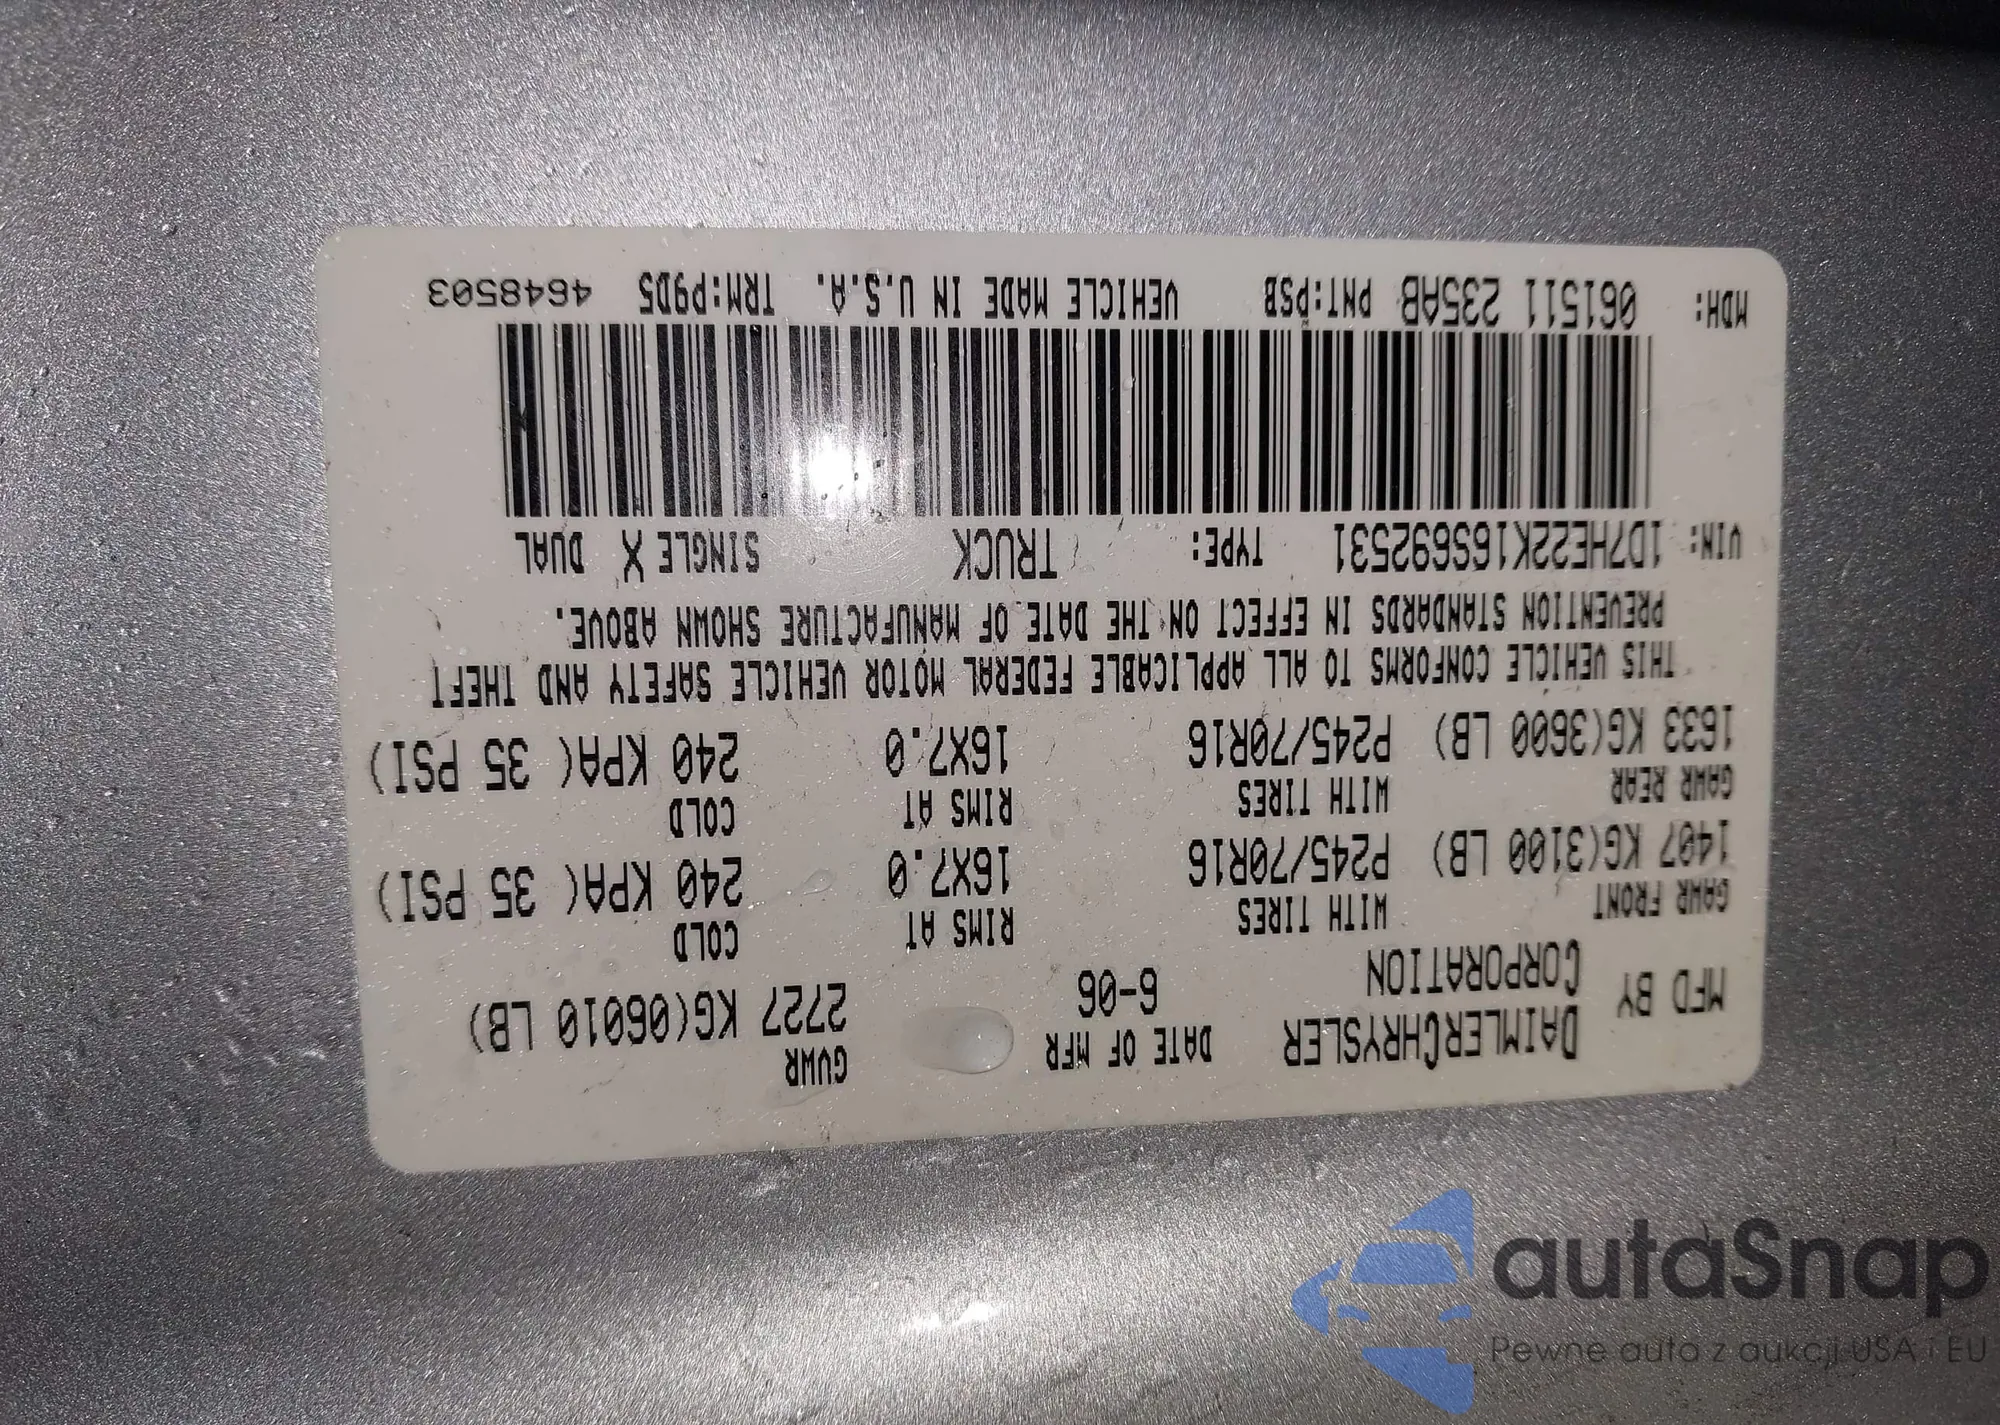 MFD BY DAIMLERCHRYSLER CORPORATION
DATE OF MFR 6-06
GVWR 2727 KG(06010 LB)
GAWR FRONT WITH TIRES RIMS AT COLD
1407 KG(3100 LB) P245/70R16 16X7.0 240 KPA( 35 PSI)
GAWR REAR WITH TIRES RIMS AT COLD
1633 KG(3600 LB) P245/70R16 16X7.0 240 KPA( 35 PSI)
THIS VEHICLE CONFORMS TO ALL APPLICABLE FEDERAL MOTOR VEHICLE SAFETY AND THEFT
PREVENTION STANDARDS IN EFFECT ON THE DATE OF MANUFACTURE SHOWN ABOVE.
VIN: 1D7HE22K16S692531 TYPE: TRUCK SINGLE X DUAL
MDH: 061511 235AB PNT:PSB VEHICLE MADE IN U.S.A. TRM:P9D5 4648503
autaSnap
Pewne auta z aukcji USA i EU